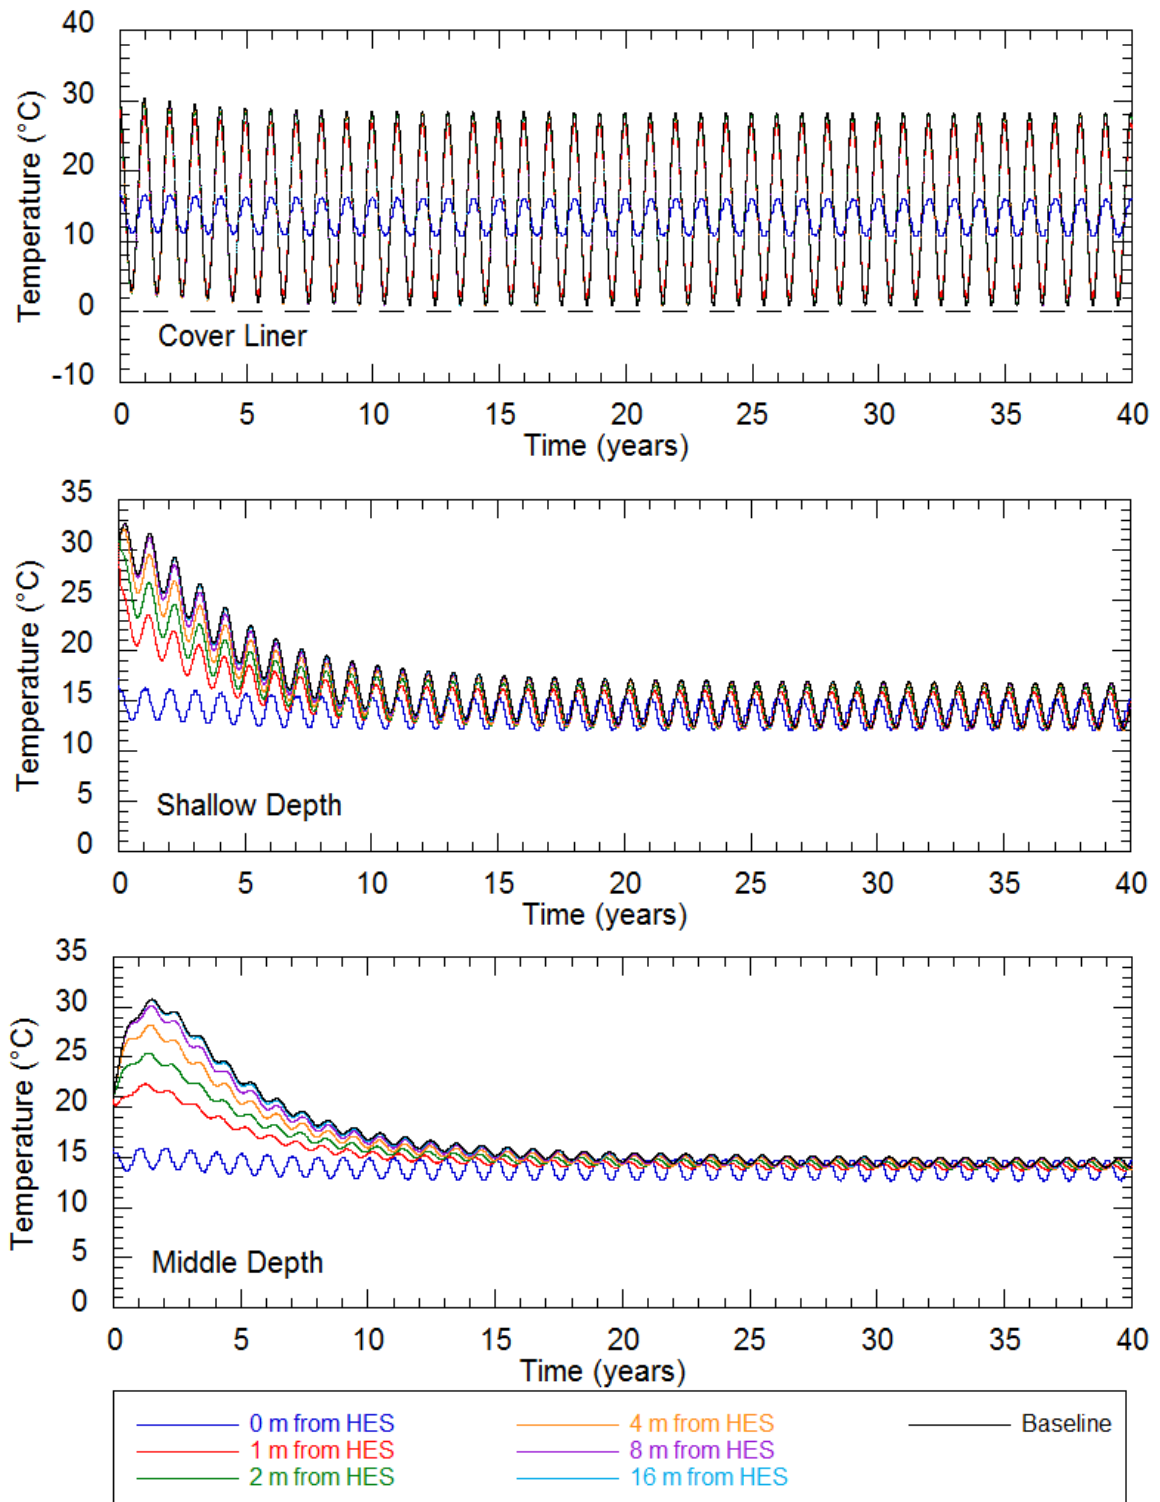 40
30
20
10
0
-10
Temperature (°C)
Cover Liner
0 5 10 15 20 25 30 35 40
Time (years)
35
30
25
20
15
10
5
0
Temperature (°C)
Shallow Depth
0 5 10 15 20 25 30 35 40
Time (years)
35
30
25
20
15
10
5
0
Temperature (°C)
Middle Depth
0 5 10 15 20 25 30 35 40
Time (years)
0 m from HES 4 m from HES Baseline
1 m from HES 8 m from HES
2 m from HES 16 m from HES